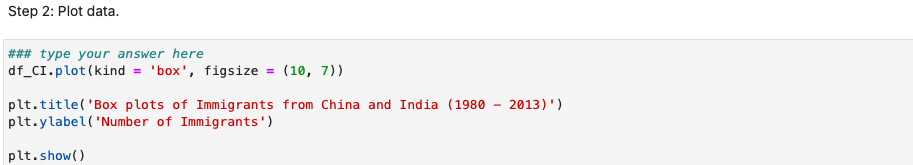 Step 2: Plot data.
### type your answer here
df_CI.plot(kind = 'box', figsize = (10, 7))
plt.title('Box plots of Immigrants from China and India (1980 – 2013)')
plt.ylabel('Number of Immigrants')
plt.show()